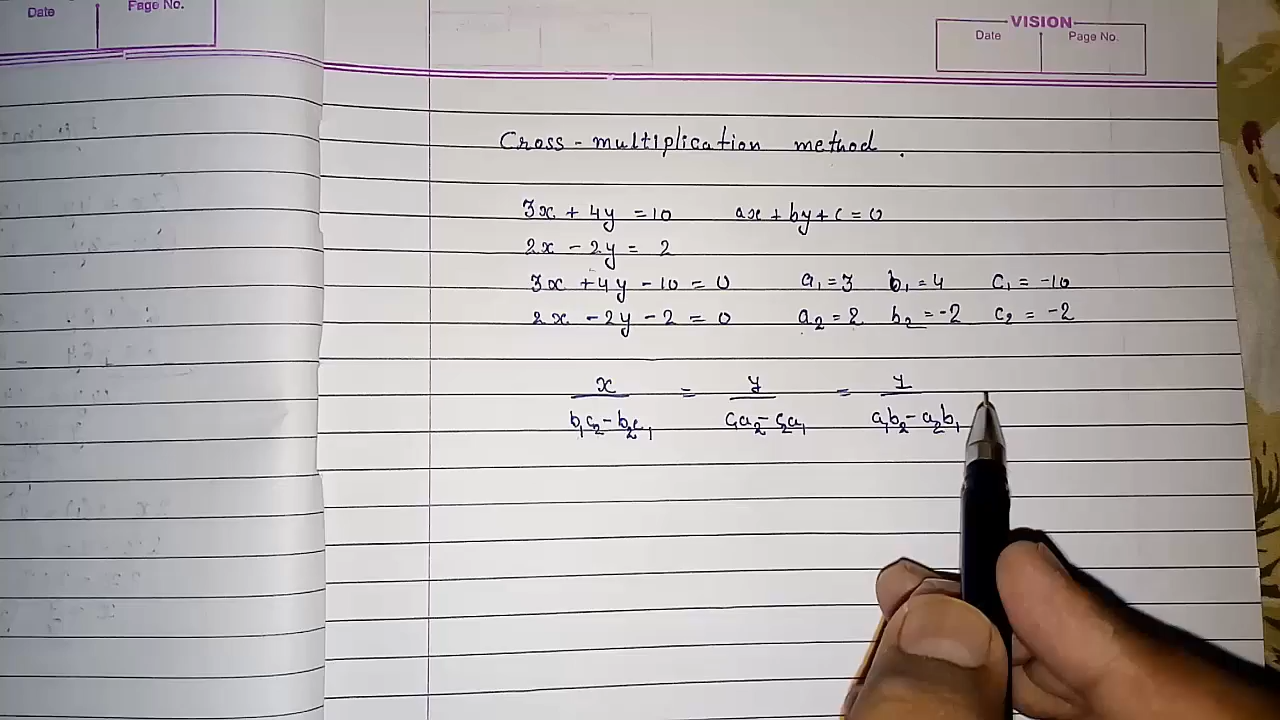 Date Page No.
VISION
Date Page No.
Cross - multiplication method .
3x + 4y = 10 ax + by + c = 0
2x - 2y = 2
3x + 4y - 10 = 0 a₁ = 3 b₁ = 4 c₁ = -10
2x - 2y - 2 = 0 a₂ = 2 b₂ = -2 c₂ = -2
x = y = 1
b₁c₂ - b₂c₁ c₁a₂ - c₂a₁ a₁b₂ - a₂b₁